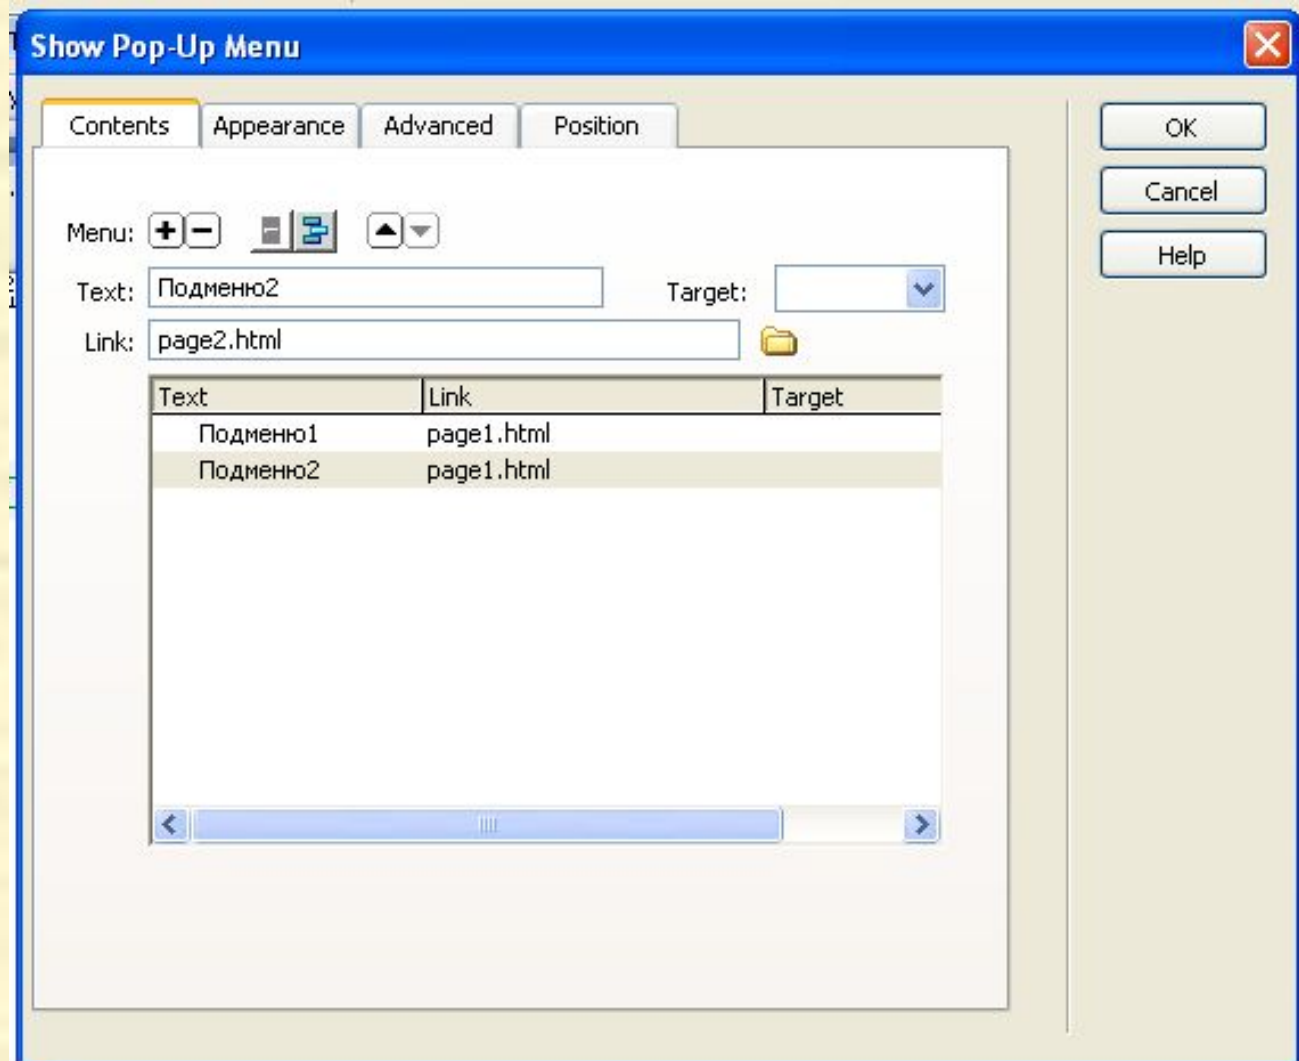 Show Pop-Up Menu
Contents Appearance Advanced Position
OK
Cancel
Help
Menu:
Text: Подменю2 Target:
Link: page2.html
Text Link Target
Подменю1 page1.html
Подменю2 page1.html